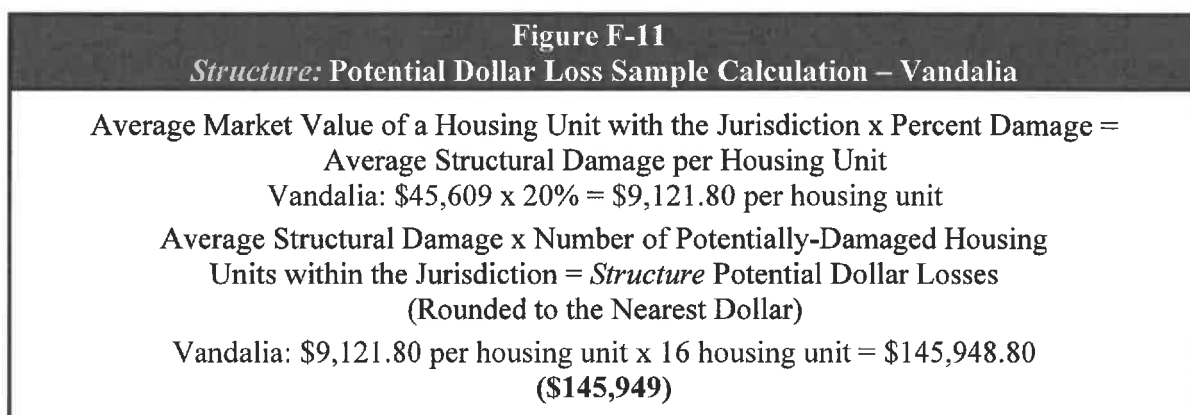 Figure F-11
Structure: Potential Dollar Loss Sample Calculation – Vandalia
Average Market Value of a Housing Unit with the Jurisdiction x Percent Damage =
Average Structural Damage per Housing Unit
Vandalia: $45,609 x 20% = $9,121.80 per housing unit
Average Structural Damage x Number of Potentially-Damaged Housing
Units within the Jurisdiction = Structure Potential Dollar Losses
(Rounded to the Nearest Dollar)
Vandalia: $9,121.80 per housing unit x 16 housing unit = $145,948.80
($145,949)